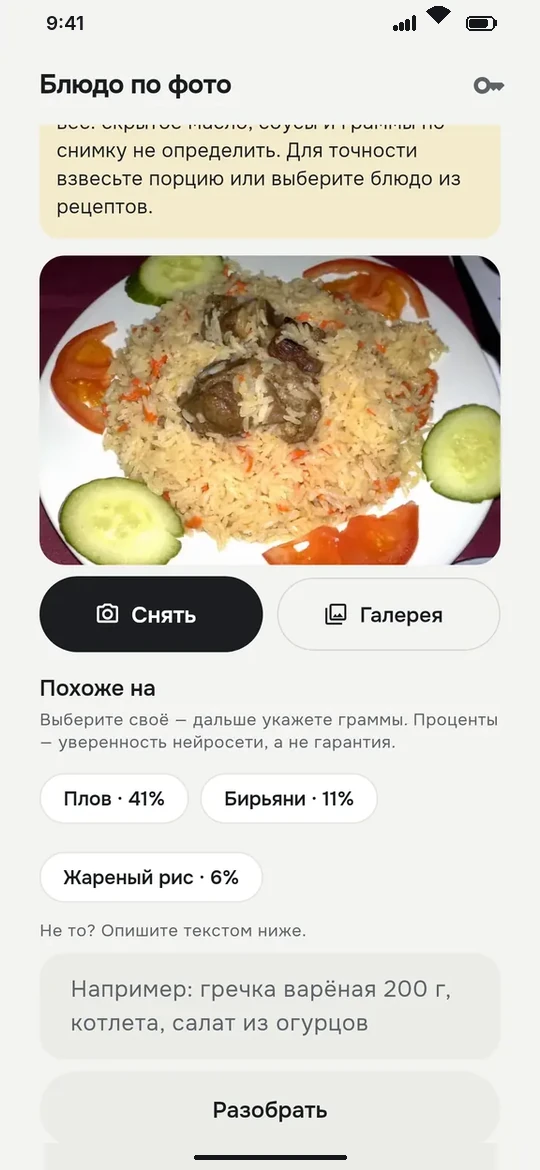 9:41
Блюдо по фото
снимку не определить. Для точности
взвесьте порцию или выберите блюдо из
рецептов.
Снять
Галерея
Похоже на
Выберите своё — дальше укажете граммы. Проценты
— уверенность нейросети, а не гарантия.
Плов · 41%
Бирьяни · 11%
Жареный рис · 6%
Не то? Опишите текстом ниже.
Например: гречка варёная 200 г,
котлета, салат из огурцов
Разобрать